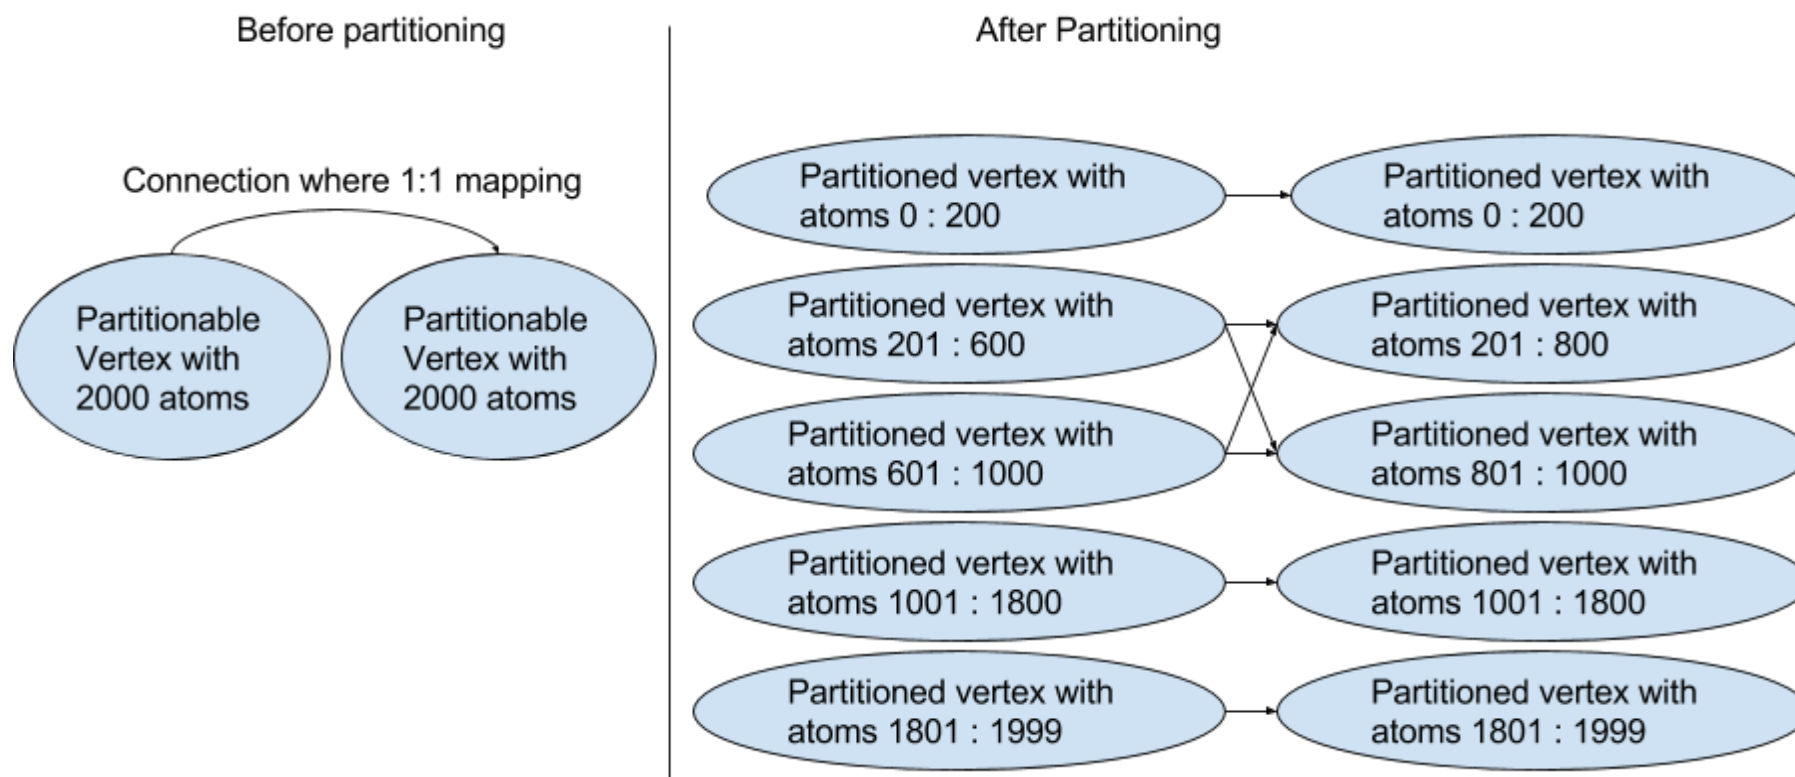 Before partitioning
After Partitioning
Connection where 1:1 mapping
Partitionable
Vertex with
2000 atoms
Partitionable
Vertex with
2000 atoms
Partitioned vertex with
atoms 0 : 200
Partitioned vertex with
atoms 0 : 200
Partitioned vertex with
atoms 201 : 600
Partitioned vertex with
atoms 201 : 800
Partitioned vertex with
atoms 601 : 1000
Partitioned vertex with
atoms 801 : 1000
Partitioned vertex with
atoms 1001 : 1800
Partitioned vertex with
atoms 1001 : 1800
Partitioned vertex with
atoms 1801 : 1999
Partitioned vertex with
atoms 1801 : 1999